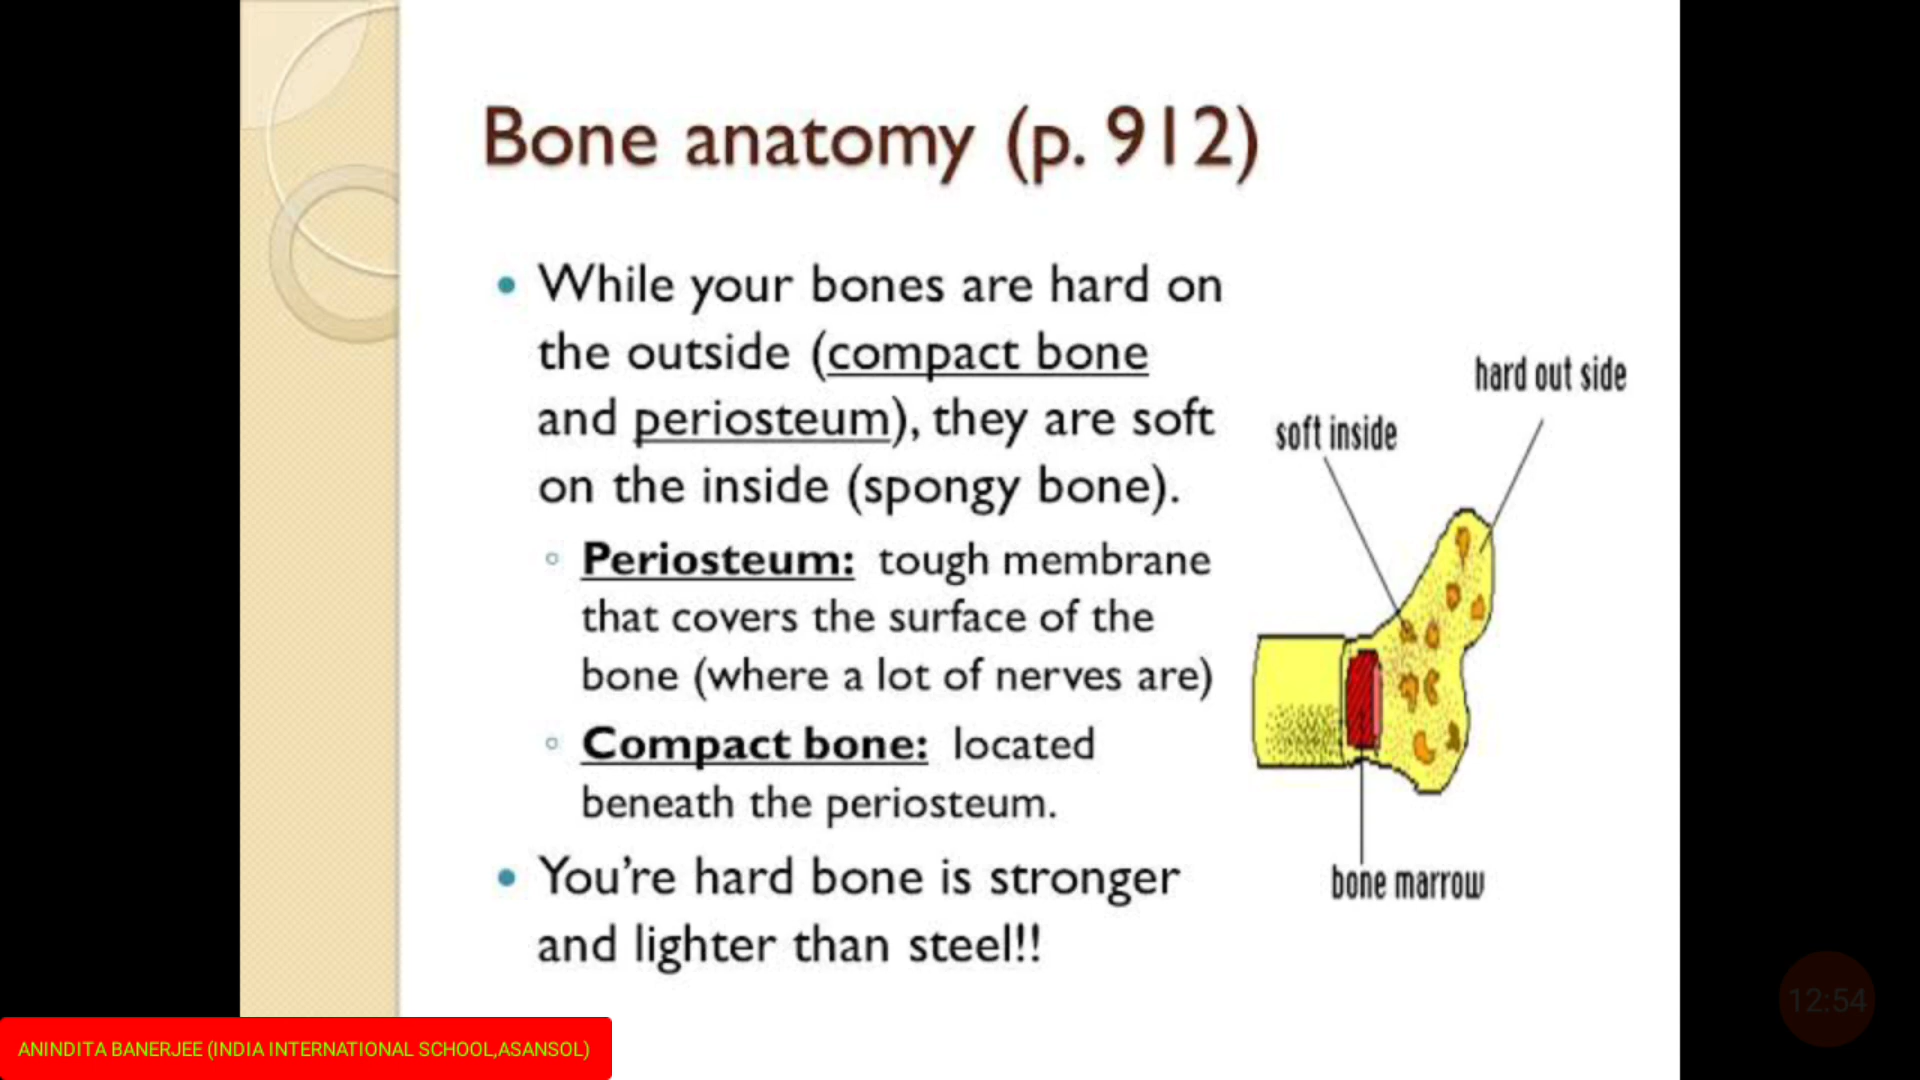 Bone anatomy (p. 912)
• While your bones are hard on
the outside (compact bone
and periosteum), they are soft
on the inside (spongy bone).
◦ Periosteum: tough membrane
that covers the surface of the
bone (where a lot of nerves are)
◦ Compact bone: located
beneath the periosteum.
• You’re hard bone is stronger
and lighter than steel!!
hard out side
soft inside
bone marrow
12:54
ANINDITA BANERJEE (INDIA INTERNATIONAL SCHOOL,ASANSOL)